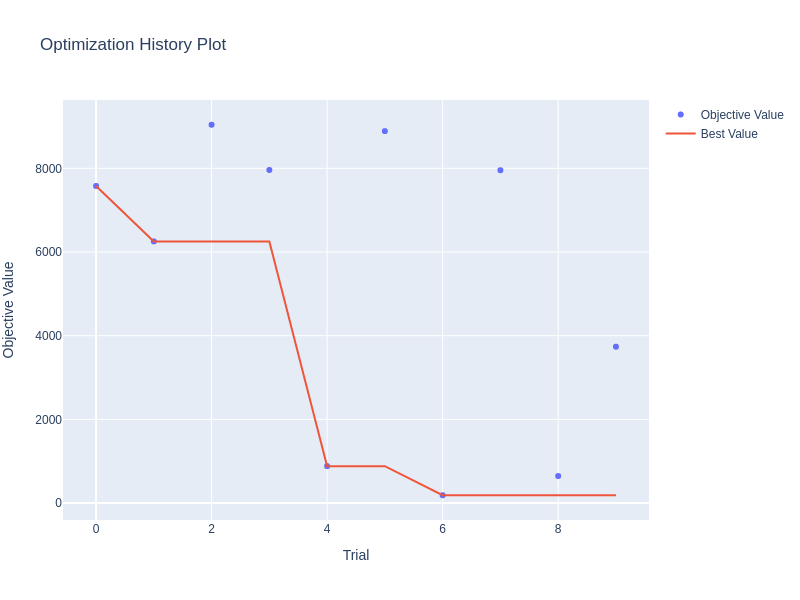 Optimization History Plot
Objective Value
Best Value
8000
6000
4000
2000
0
Objective Value
0
2
4
6
8
Trial